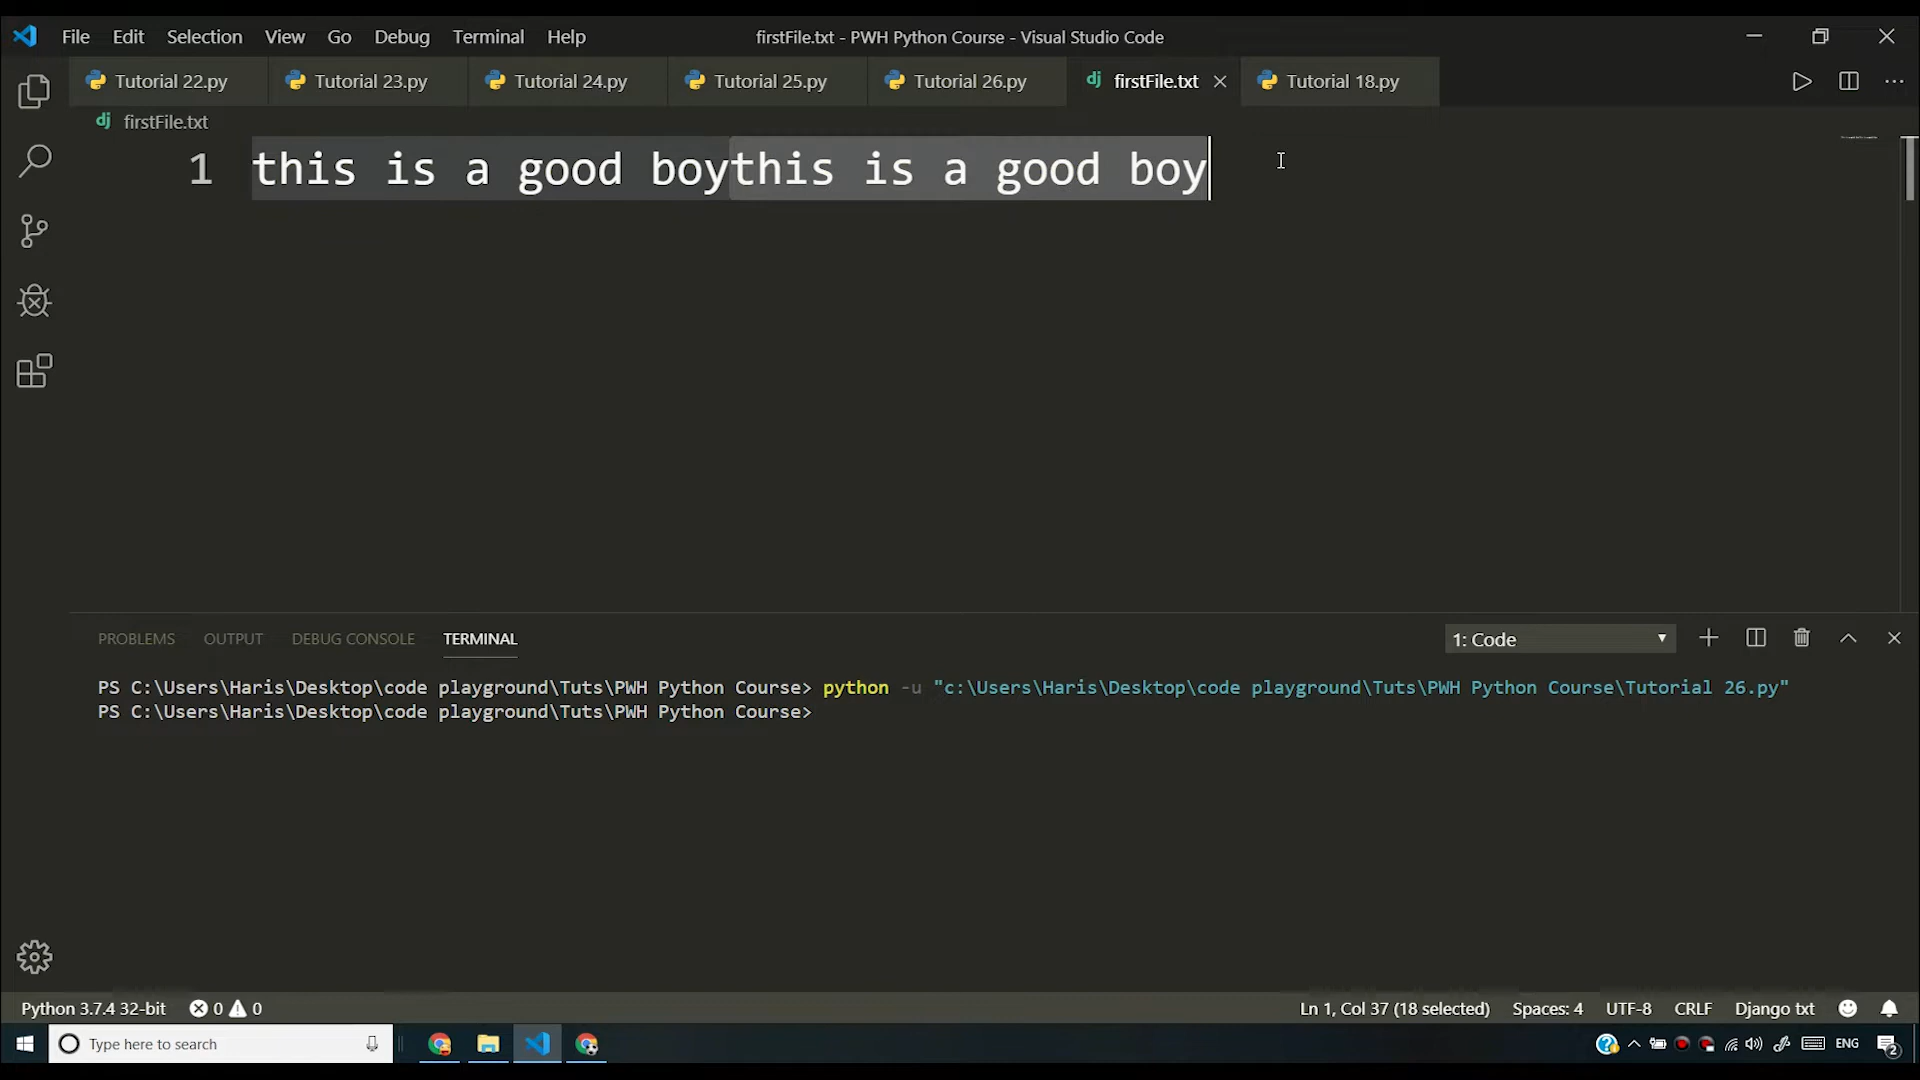 File Edit Selection View Go Debug Terminal Help firstFile.txt - PWH Python Course - Visual Studio Code
Tutorial 22.py Tutorial 23.py Tutorial 24.py Tutorial 25.py Tutorial 26.py dj firstFile.txt Tutorial 18.py
dj firstFile.txt
1 this is a good boythis is a good boy
PROBLEMS OUTPUT DEBUG CONSOLE TERMINAL 1: Code
PS C:\Users\Haris\Desktop\code playground\Tuts\PWH Python Course> python -u "c:\Users\Haris\Desktop\code playground\Tuts\PWH Python Course\Tutorial 26.py"
PS C:\Users\Haris\Desktop\code playground\Tuts\PWH Python Course>
Python 3.7.4 32-bit 0 0 Ln 1, Col 37 (18 selected) Spaces: 4 UTF-8 CRLF Django txt
Type here to search ENG 2